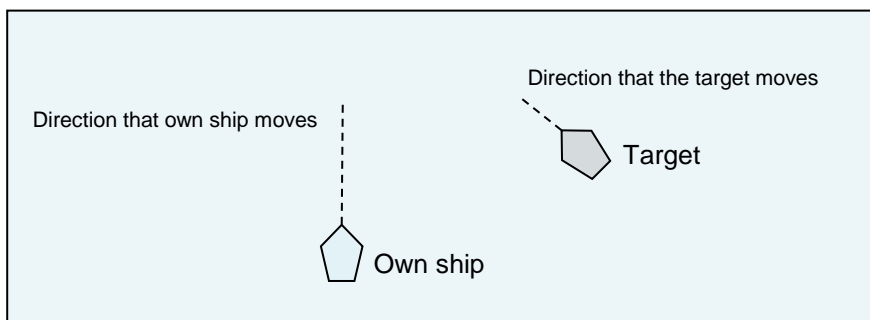 Direction that the target moves
Direction that own ship moves
Target
Own ship